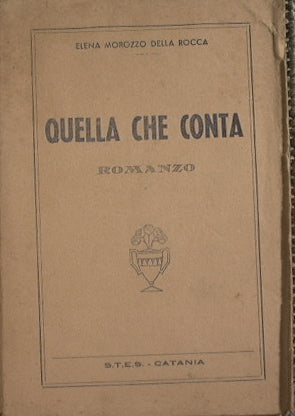 ELENA MOROZZO DELLA ROCCA
QUELLA CHE CONTA
ROMANZO
S.T.E.S. - CATANIA